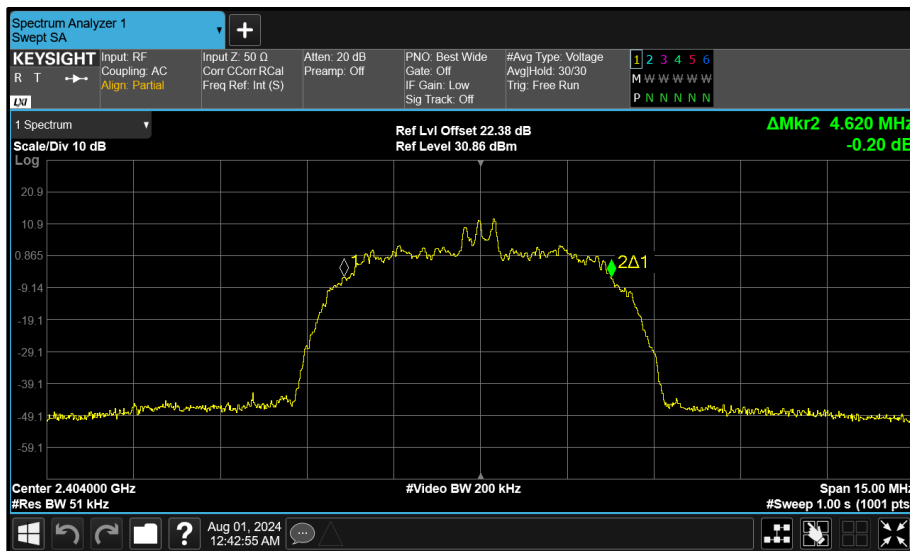 Spectrum Analyzer 1
Swept SA
+
KEYSIGHT
R T
LXI
Input: RF
Coupling: AC
Align: Partial
Input Z: 50 Ω
Corr CCorr RCal
Freq Ref: Int (S)
Atten: 20 dB
Preamp: Off
PNO: Best Wide
Gate: Off
IF Gain: Low
Sig Track: Off
#Avg Type: Voltage
Avg|Hold: 30/30
Trig: Free Run
1 2 3 4 5 6
M W W W W W
P N N N N N
1 Spectrum
Scale/Div 10 dB
Ref Lvl Offset 22.38 dB
Ref Level 30.86 dBm
ΔMkr2 4.620 MHz
-0.20 dB
Log
20.9
10.9
0.865
-9.14
-19.1
-29.1
-39.1
-49.1
-59.1
1
2Δ1
Center 2.404000 GHz
#Video BW 200 kHz
Span 15.00 MHz
#Res BW 51 kHz
#Sweep 1.00 s (1001 pts
?
Aug 01, 2024
12:42:55 AM